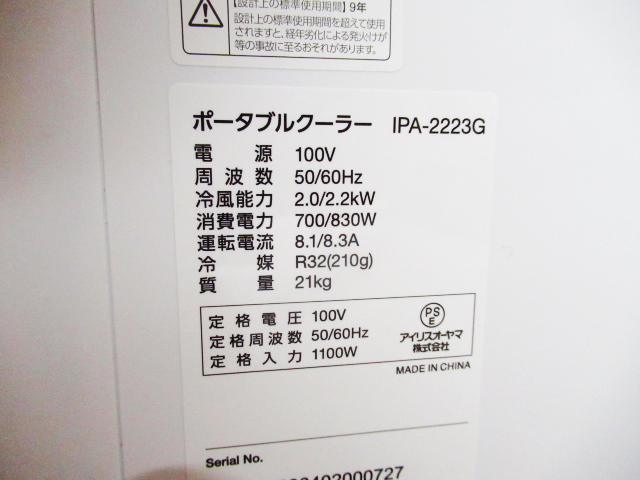 【設計上の標準使用期間】9年
設計上の標準使用期間を超えて使用
されますと、経年劣化による発火けが
等の事故に至るおそれがあります。
ポータブルクーラー IPA-2223G
電源 100V
周波数 50/60Hz
冷風能力 2.0/2.2kW
消費電力 700/830W
運転電流 8.1/8.3A
冷媒 R32(210g)
質量 21kg
定格電圧 100V
定格周波数 50/60Hz
定格入力 1100W
PS
E
アイリスオーヤマ
株式会社
MADE IN CHINA
Serial No.